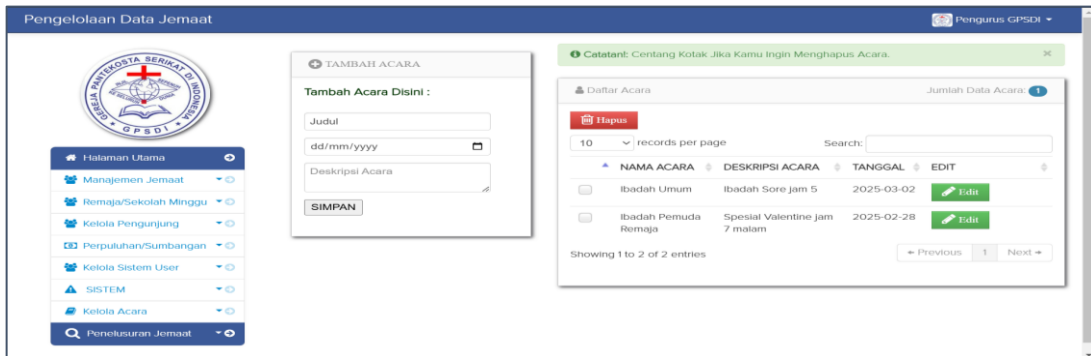 Pengelolaan Data Jemaat
Pengurus GPSDI
GEREJA PANTEKOSTA SERIKAT DI INDONESIA
GPSDI
Halaman Utama
Manajemen Jemaat
Remaja/Sekolah Minggu
Kelola Pengunjung
Perpuluhan/Sumbangan
Kelola Sistem User
SISTEM
Kelola Acara
Penelusuran Jemaat
TAMBAH ACARA
Tambah Acara Disini :
Judul
dd/mm/yyyy
Deskripsi Acara
SIMPAN
Catatan!: Centang Kotak Jika Kamu Ingin Menghapus Acara. ×
Daftar Acara Jumlah Data Acara: 1
Hapus
10 records per page Search:
NAMA ACARA DESKRIPSI ACARA TANGGAL EDIT
Ibadah Umum Ibadah Sore jam 5 2025-03-02 Edit
Ibadah Pemuda Spesial Valentine jam 2025-02-28 Edit
Remaja 7 malam
Showing 1 to 2 of 2 entries
← Previous 1 Next →